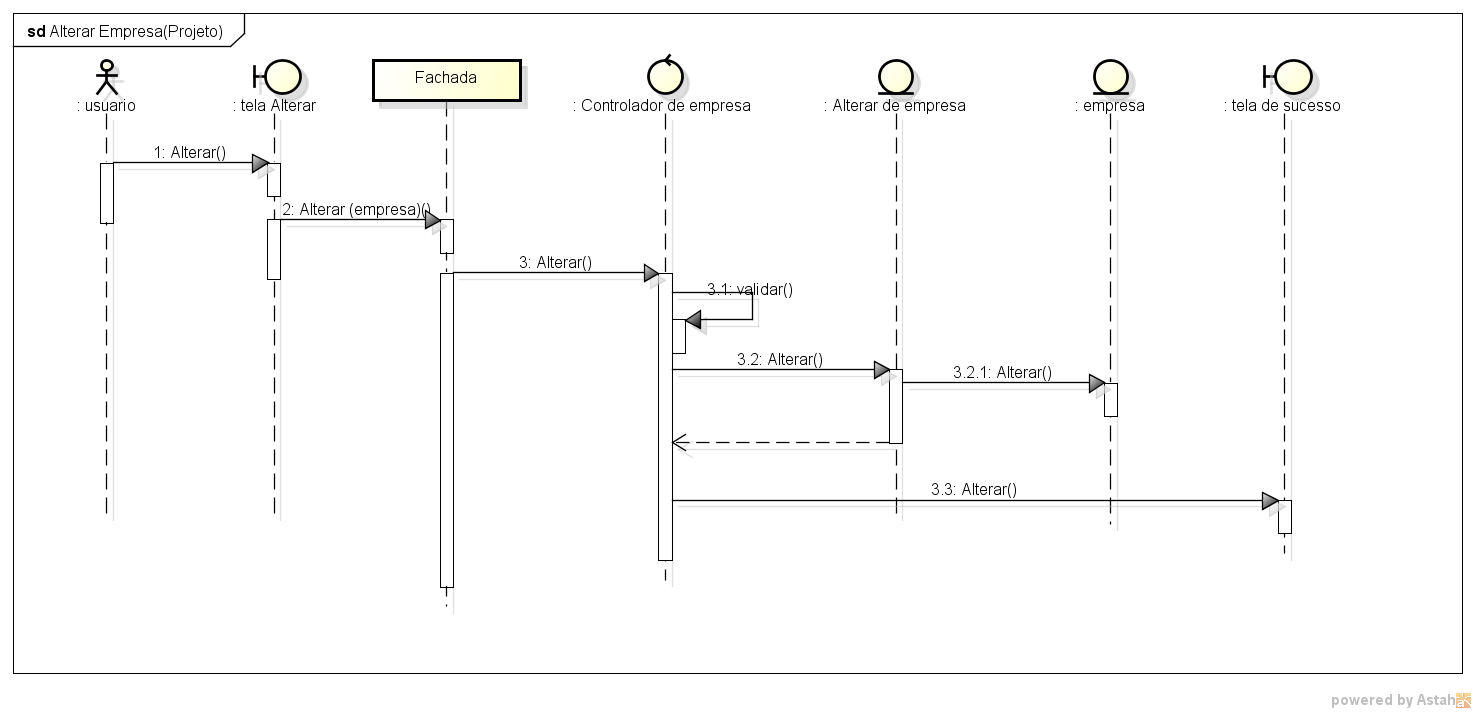 sd Alterar Empresa(Projeto)
: usuario
: tela Alterar
Fachada
: Controlador de empresa
: Alterar de empresa
: empresa
: tela de sucesso
1: Alterar()
2: Alterar (empresa)()
3: Alterar()
3.1: validar()
3.2: Alterar()
3.2.1: Alterar()
3.3: Alterar()
powered by Astah